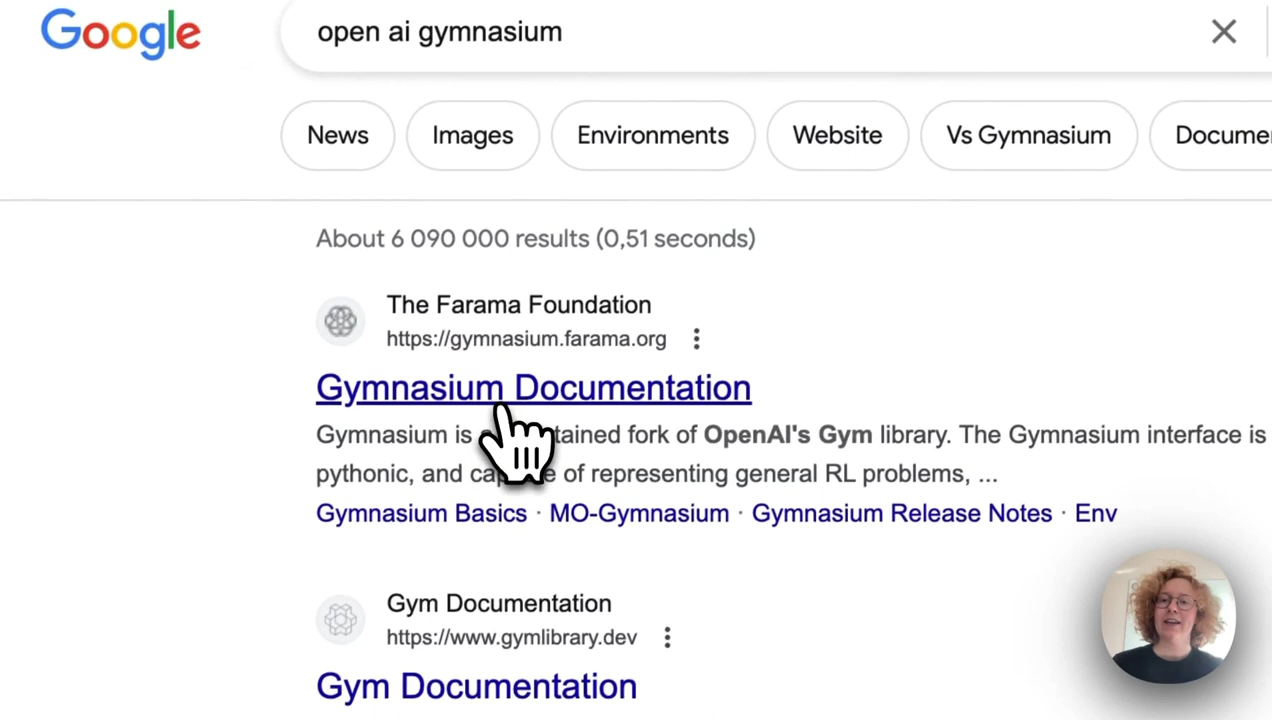 Google
open ai gymnasium
News
Images
Environments
Website
Vs Gymnasium
Docume
About 6 090 000 results (0,51 seconds)
The Farama Foundation
https://gymnasium.farama.org
Gymnasium Documentation
Gymnasium is tained fork of OpenAI's Gym library. The Gymnasium interface is
pythonic, and of representing general RL problems, ...
Gymnasium Basics · MO-Gymnasium · Gymnasium Release Notes · Env
Gym Documentation
https://www.gymlibrary.dev
Gym Documentation